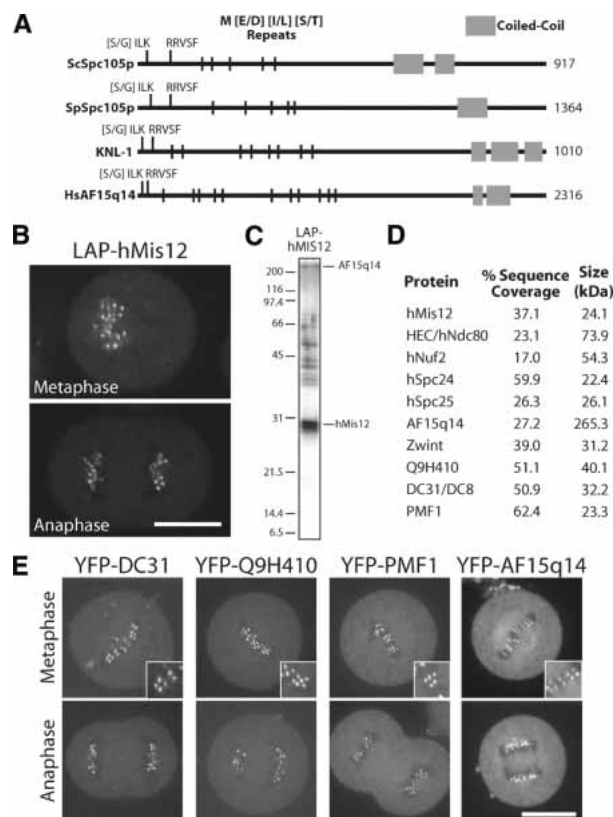 A
M [E/D] [I/L] [S/T]
Repeats
Coiled-Coil
[S/G] ILK RRVSF
ScSpc105p 917
[S/G] ILK RRVSF
SpSpc105p 1364
[S/G] ILK RRVSF
KNL-1 1010
[S/G] ILK RRVSF
HsAF15q14 2316
B
LAP-hMis12
Metaphase
Anaphase
C
LAP-
hMIS12
200
116
97.4
66
45
31
21.5
14.4
6.5
AF15q14
hMis12
D
Protein % Sequence Coverage Size (kDa)
hMis12 37.1 24.1
HEC/hNdc80 23.1 73.9
hNuf2 17.0 54.3
hSpc24 59.9 22.4
hSpc25 26.3 26.1
AF15q14 27.2 265.3
Zwint 39.0 31.2
Q9H410 51.1 40.1
DC31/DC8 50.9 32.2
PMF1 62.4 23.3
E
YFP-DC31 YFP-Q9H410 YFP-PMF1 YFP-AF15q14
Metaphase
Anaphase